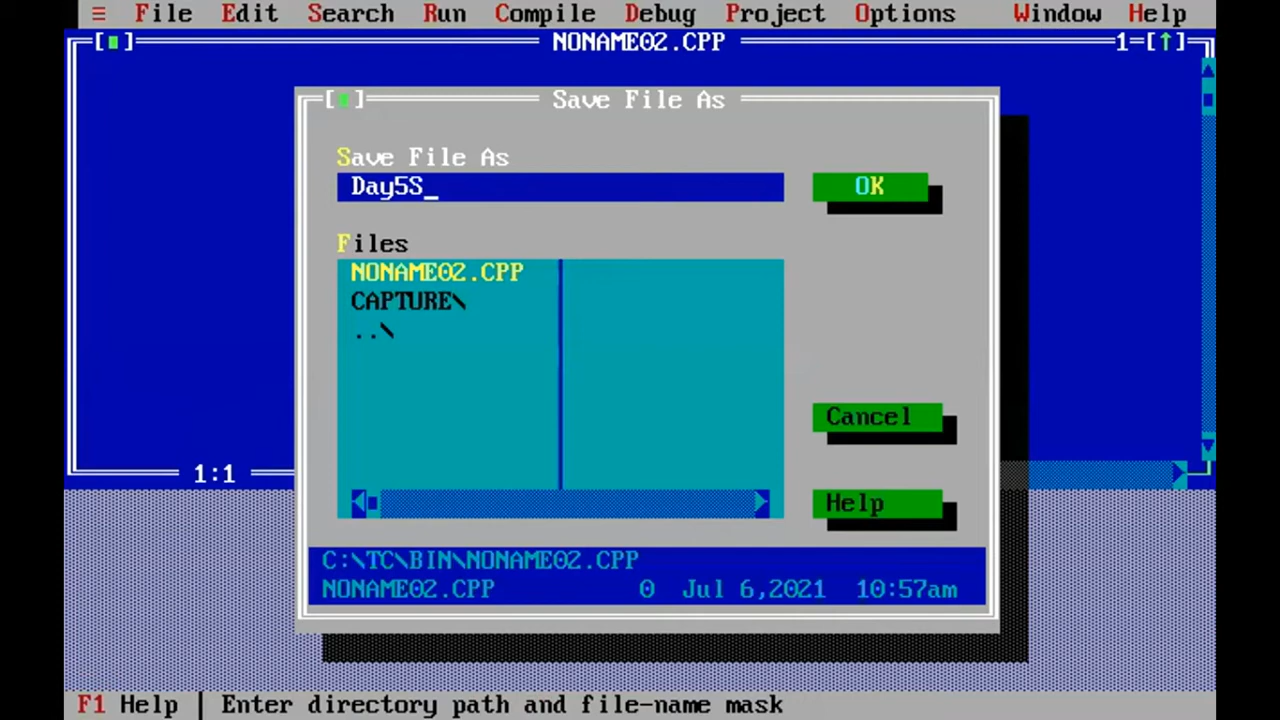 ≡ File Edit Search Run Compile Debug Project Options Window Help
[■] NONAME02.CPP 1=[↑]
[■] Save File As
Save File As
Day5S_ OK
Files
NONAME02.CPP
CAPTURE\
..\
Cancel
1:1
Help
C:\TC\BIN\NONAME02.CPP
NONAME02.CPP 0 Jul 6,2021 10:57am
F1 Help | Enter directory path and file-name mask